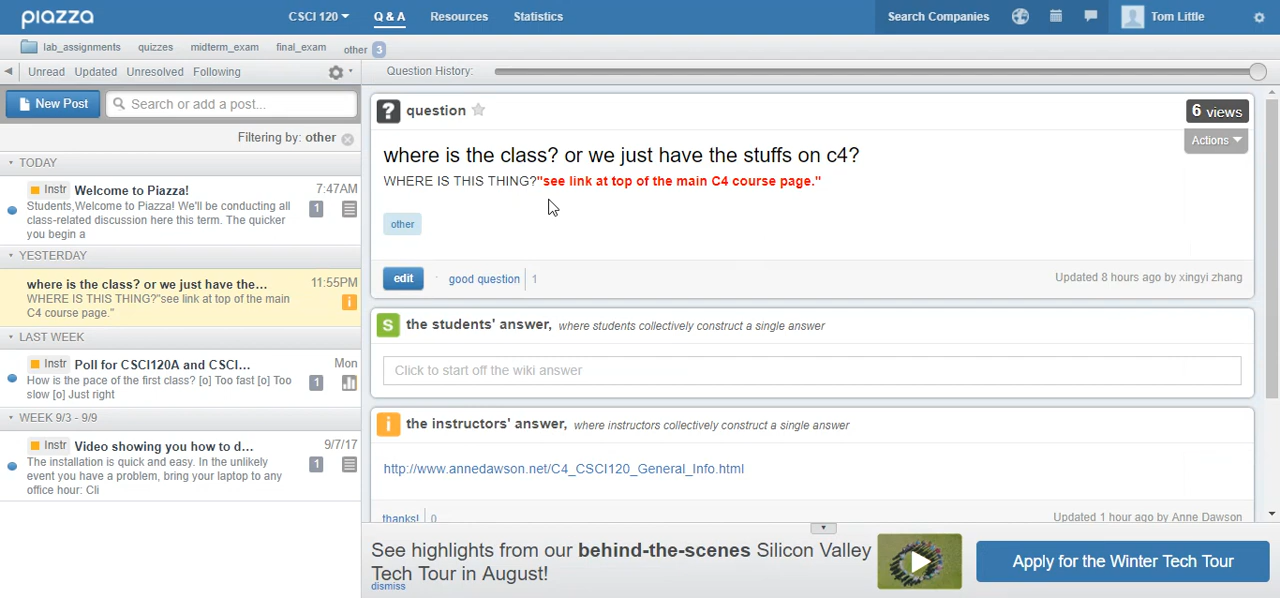 piazza
CSCI 120
Q & A
Resources
Statistics
Search Companies
Tom Little
lab_assignments quizzes midterm_exam final_exam other 3
Unread Updated Unresolved Following
Question History:
New Post
Search or add a post...
Filtering by: other
TODAY
Instr Welcome to Piazza! 7:47AM
Students,Welcome to Piazza! We'll be conducting all 1
class-related discussion here this term. The quicker
you begin a
YESTERDAY
where is the class? or we just have the... 11:55PM
WHERE IS THIS THING?"see link at top of the main i
C4 course page."
LAST WEEK
Instr Poll for CSCI120A and CSCI... Mon
How is the pace of the first class? [o] Too fast [o] Too 1
slow [o] Just right
WEEK 9/3 - 9/9
Instr Video showing you how to d... 9/7/17
The installation is quick and easy. In the unlikely 1
event you have a problem, bring your laptop to any
office hour: Cli
? question
6 views
Actions
where is the class? or we just have the stuffs on c4?
WHERE IS THIS THING?"see link at top of the main C4 course page."
other
edit · good question 1
Updated 8 hours ago by xingyi zhang
S the students' answer, where students collectively construct a single answer
Click to start off the wiki answer
i the instructors' answer, where instructors collectively construct a single answer
http://www.annedawson.net/C4_CSCI120_General_Info.html
thanks! 0
Updated 1 hour ago by Anne Dawson
See highlights from our behind-the-scenes Silicon Valley
Tech Tour in August!
dismiss
Apply for the Winter Tech Tour